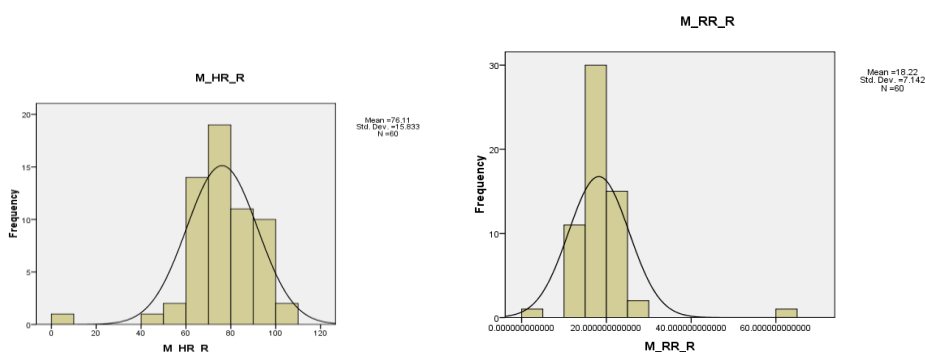 M_HR_R
Mean =76.11
Std. Dev. =15.833
N =60
20
15
10
5
0
Frequency
0 20 40 60 80 100 120
M_HR_R
M_RR_R
Mean =18.22
Std. Dev. =7.142
N =60
30
20
10
0
Frequency
0.000000000000 20.000000000000 40.000000000000 60.000000000000
M_RR_R